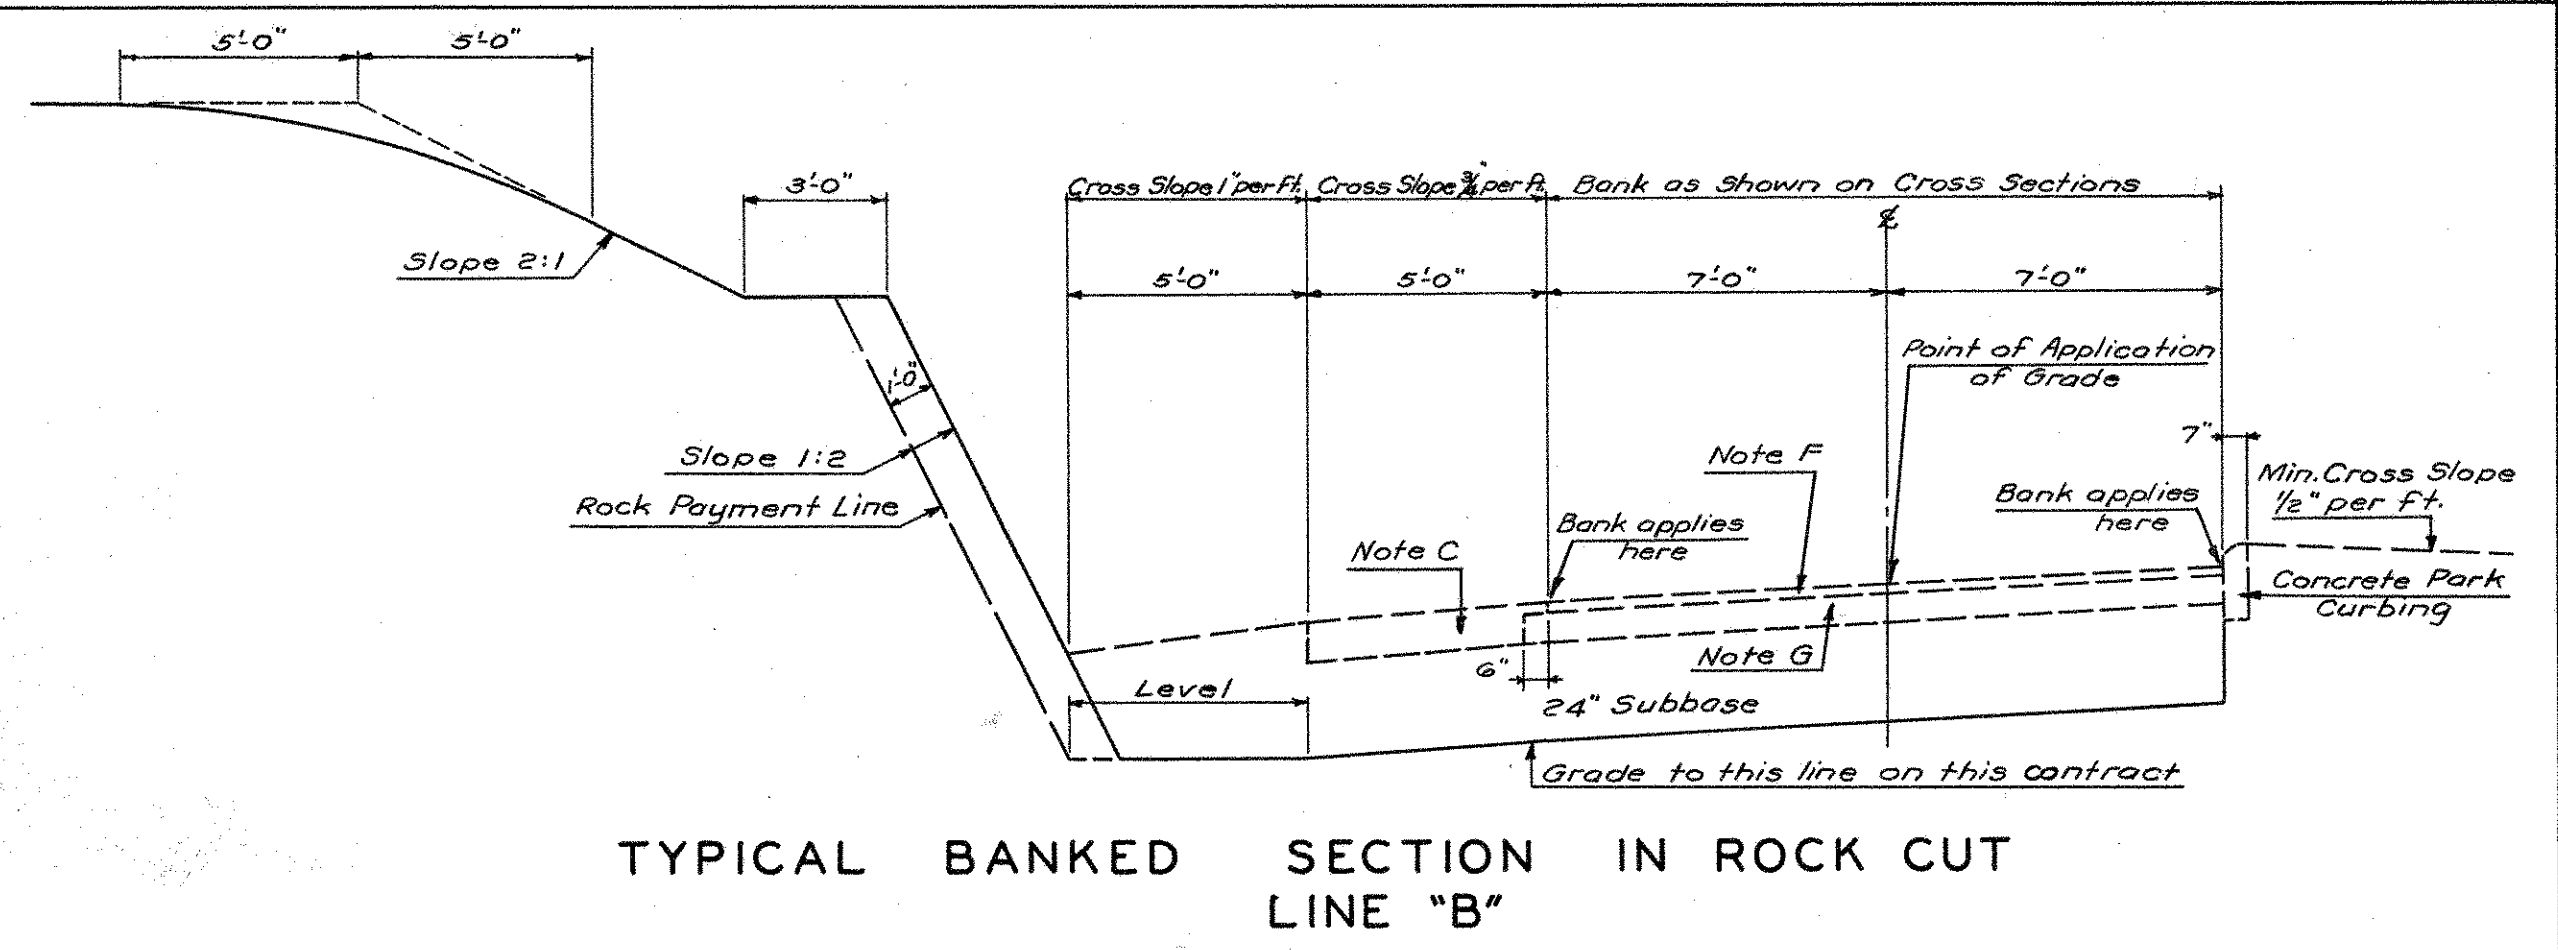 5'-0" 5'-0"
3'-0"
Cross Slope 1" per Ft. Cross Slope 3/4" per ft. Bank as shown on Cross Sections
℄
Slope 2:1
5'-0" 5'-0" 7'-0" 7'-0"
Point of Application
of Grade
1'-0"
7"
Slope 1:2
Note F
Min. Cross Slope
1/2" per ft.
Rock Payment Line
Bank applies
here
Bank applies
here
Note C
Concrete Park
Curbing
Note G
6"
Level
24" Subbase
Grade to this line on this contract
TYPICAL BANKED SECTION IN ROCK CUT
LINE "B"